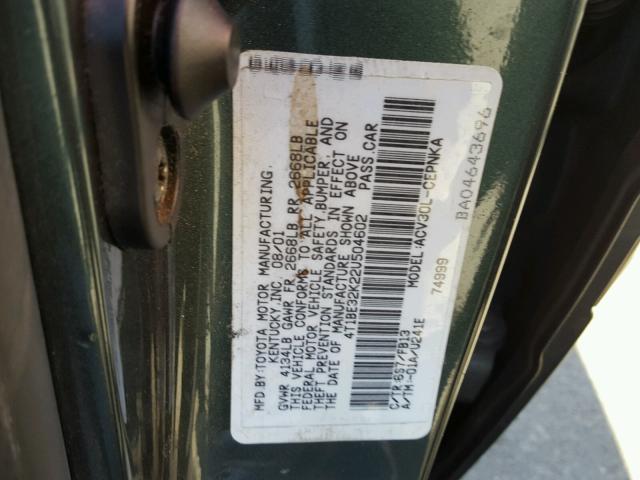 MFD.BY:TOYOTA MOTOR MANUFACTURING.
KENTUCKY,INC. 08/01
GVWR 4134LB GAWR FR 2668LB RR 2668LB
THIS VEHICLE CONFORMS TO ALL APPLICABLE
FEDERAL MOTOR VEHICLE SAFETY BUMPER, AND
THEFT PREVENTION STANDARDS IN EFFECT ON
THE DATE OF MANUFACTURE SHOWN ABOVE
4T1BE32K22U504602 PASS.CAR
MODEL:ACV30L-CEPNKA
C/TR:6S7/FB13 74999
A/TM:-01A/U241E
BA04643696